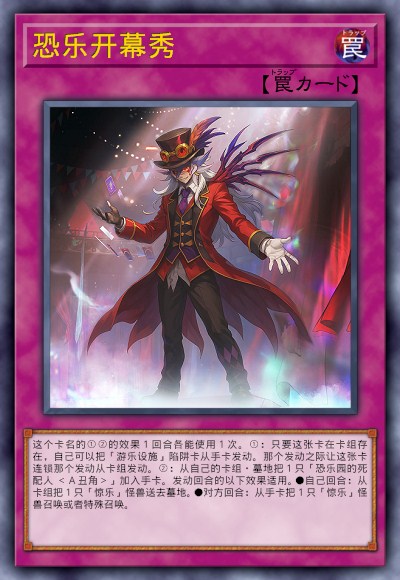 恐乐开幕秀
トラップ
罠
トラップ
【罠カード】
这个卡名的①②的效果1回合各能使用1次。①：只要这张卡在卡组存
在，自己可以把「游乐设施」陷阱卡从手卡发动。那个发动之际让这张卡
连锁那个发动从卡组发动。②：从自己的卡组·墓地把1只「恐乐园的死
配人 <A丑角>」加入手卡。发动回合的以下效果适用。●自己回合：从
卡组把1只「惊乐」怪兽送去墓地。●对方回合：从手卡把1只「惊乐」怪
兽召唤或者特殊召唤。